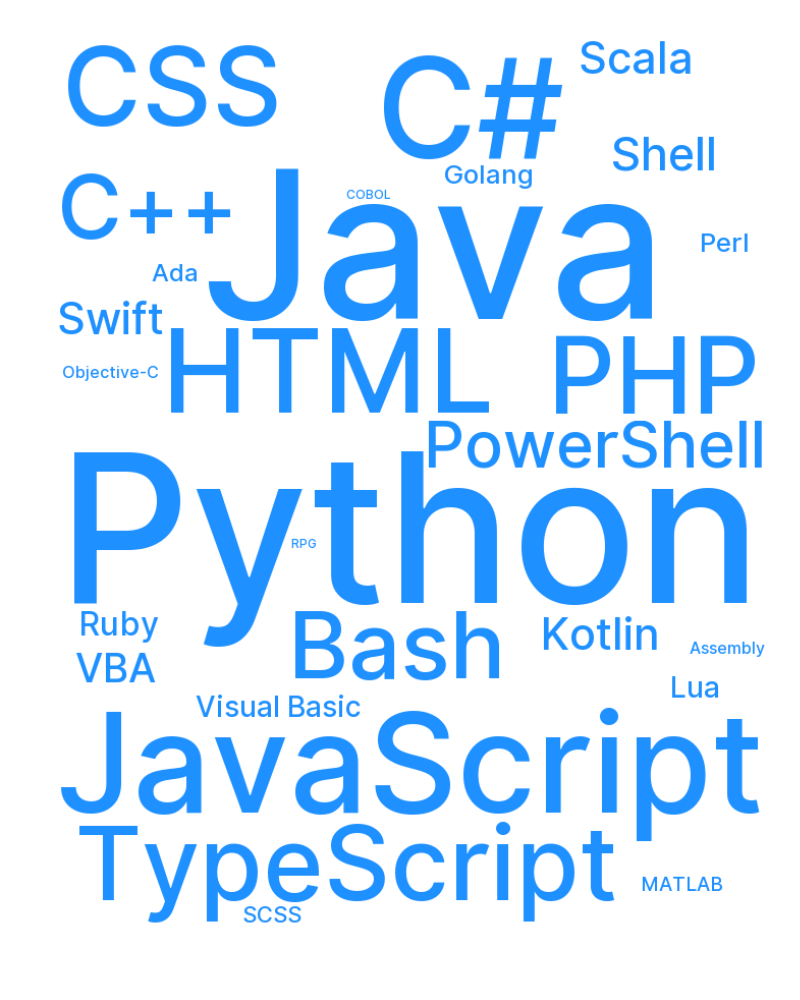 CSS
C#
Scala
Shell
Golang
C++
COBOL
Java
Perl
Ada
Swift
Objective-C
HTML
PHP
PowerShell
Python
RPG
Ruby
Bash
Kotlin
Assembly
VBA
Lua
Visual Basic
JavaScript
TypeScript
MATLAB
SCSS